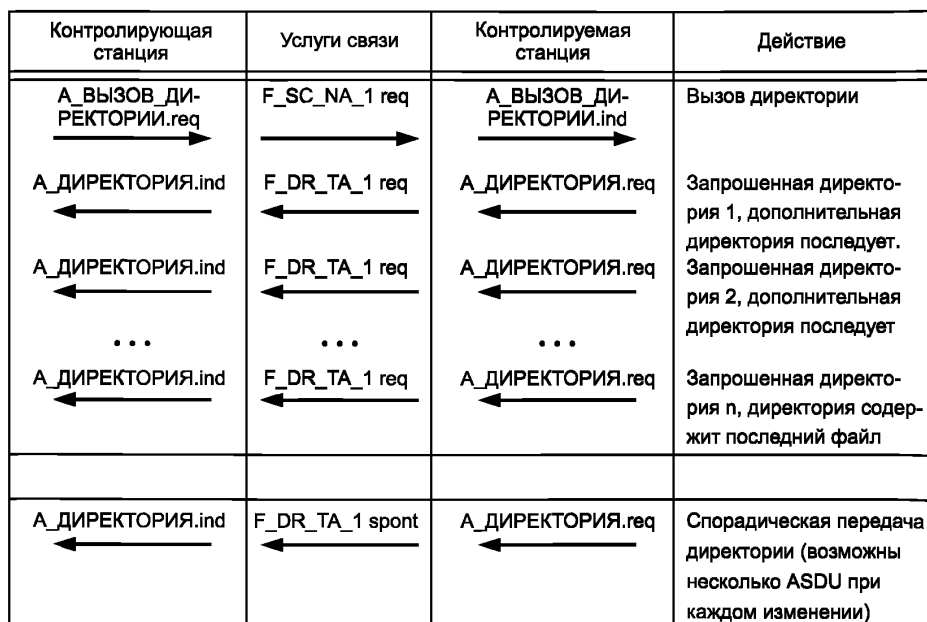 Контролирующая
станция
Услуги связи
Контролируемая
станция
Действие
А_ВЫЗОВ_ДИ-
РЕКТОРИИ.req
F_SC_NA_1 req
А_ВЫЗОВ_ДИ-
РЕКТОРИИ.ind
Вызов директории
А_ДИРЕКТОРИЯ.ind
F_DR_TA_1 req
А_ДИРЕКТОРИЯ.req
Запрошенная директо-
рия 1, дополнительная
директория последует.
А_ДИРЕКТОРИЯ.ind
F_DR_TA_1 req
А_ДИРЕКТОРИЯ.req
Запрошенная директо-
рия 2, дополнительная
директория последует
• • •
• • •
• • •
А_ДИРЕКТОРИЯ.ind
F_DR_TA_1 req
А_ДИРЕКТОРИЯ.req
Запрошенная директо-
рия n, директория содер-
жит последний файл
А_ДИРЕКТОРИЯ.ind
F_DR_TA_1 spont
А_ДИРЕКТОРИЯ.req
Спорадическая передача
директории (возможны
несколько ASDU при
каждом изменении)